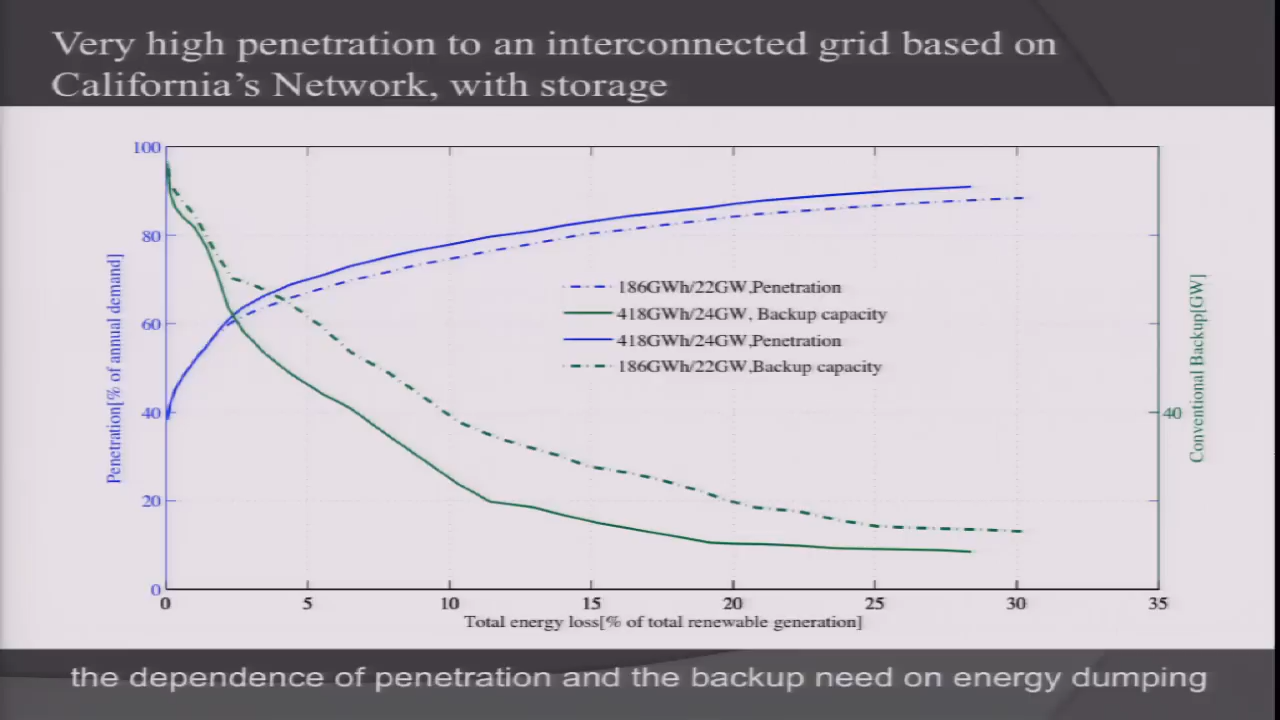 Very high penetration to an interconnected grid based on
California's Network, with storage
100
80
60
40
20
0
Penetration[% of annual demand]
186GWh/22GW,Penetration
418GWh/24GW, Backup capacity
418GWh/24GW,Penetration
186GWh/22GW,Backup capacity
40
Conventional Backup[GW]
0 5 10 15 20 25 30 35
Total energy loss[% of total renewable generation]
the dependence of penetration and the backup need on energy dumping